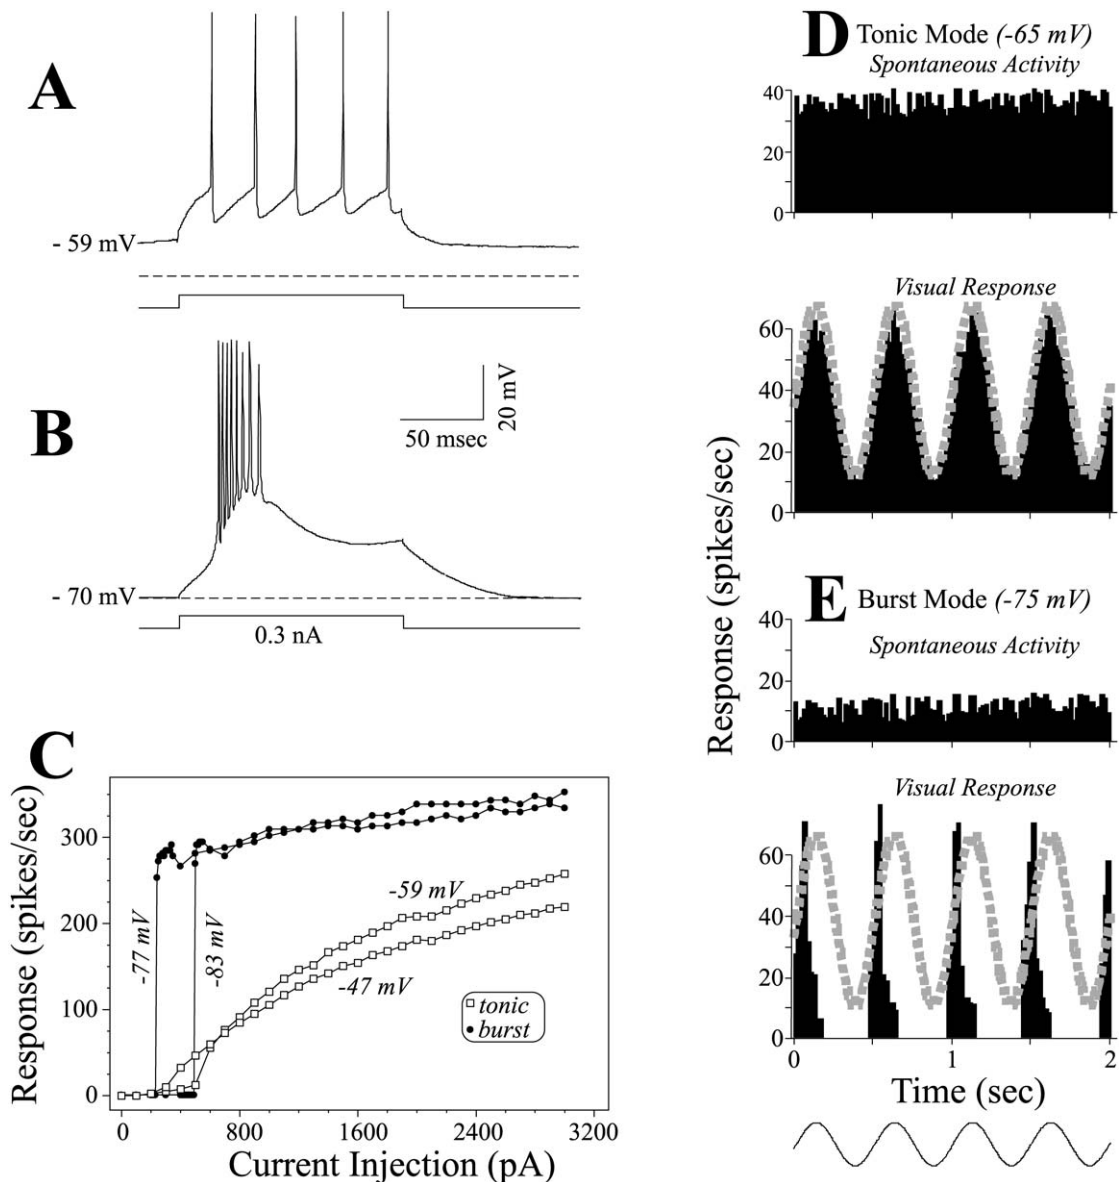 A
- 59 mV
B
20 mV
50 msec
- 70 mV
0.3 nA
C
Response (spikes/sec)
300
200
100
0
-77 mV
-83 mV
-59 mV
-47 mV
tonic
burst
0
800
1600
2400
3200
Current Injection (pA)
D Tonic Mode (-65 mV)
Spontaneous Activity
40
20
0
Visual Response
60
40
20
0
Response (spikes/sec)
E Burst Mode (-75 mV)
Spontaneous Activity
40
20
0
Visual Response
60
40
20
0
0
1
2
Time (sec)